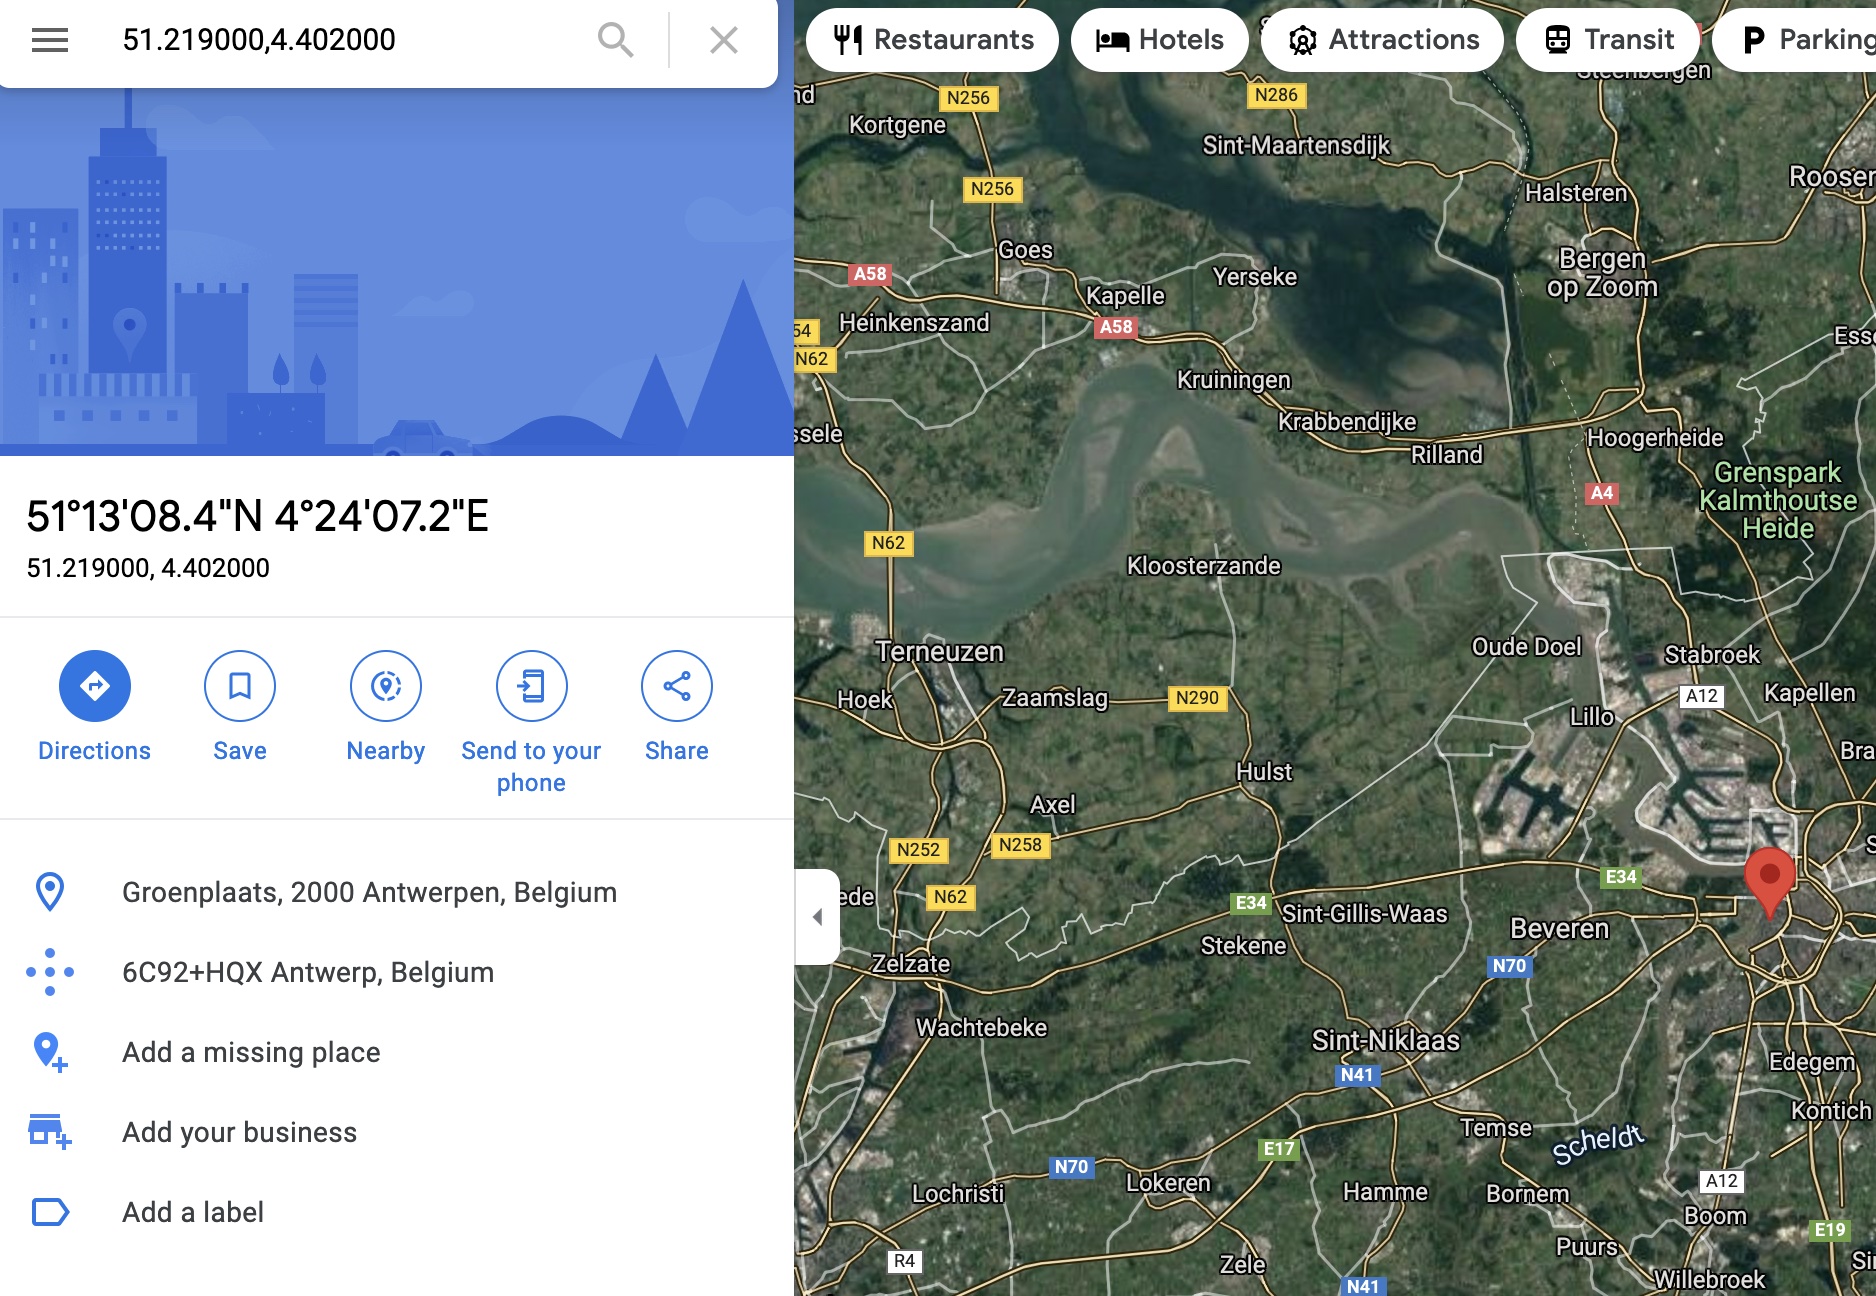 51.219000,4.402000
Restaurants
Hotels
Attractions
Transit
Parking
Steenbergen
nd
N256
N286
Kortgene
Sint-Maartensdijk
N256
Halsteren
Roosen
Goes
A58
Yerseke
Bergen
op Zoom
Kapelle
A58
Heinkenszand
54
N62
Esse
Kruiningen
Krabbendijke
ssele
Hoogerheide
Rilland
Grenspark
Kalmthoutse
Heide
A4
51°13'08.4"N 4°24'07.2"E
51.219000, 4.402000
N62
Kloosterzande
Terneuzen
Oude Doel
Stabroek
Hoek
Zaamslag
N290
A12
Kapellen
Lillo
Directions
Save
Nearby
Send to your
phone
Share
Bra
Hulst
Axel
N252
N258
E34
Groenplaats, 2000 Antwerpen, Belgium
ede
N62
E34
Sint-Gillis-Waas
Beveren
Stekene
6C92+HQX Antwerp, Belgium
Zelzate
N70
Wachtebeke
Sint-Niklaas
Add a missing place
N41
Edegem
Kontich
Add your business
Temse
Scheldt
E17
N70
Lochristi
Lokeren
Hamme
Bornem
A12
Add a label
Boom
E19
R4
Zele
Puurs
Sin
N41
Willebroek